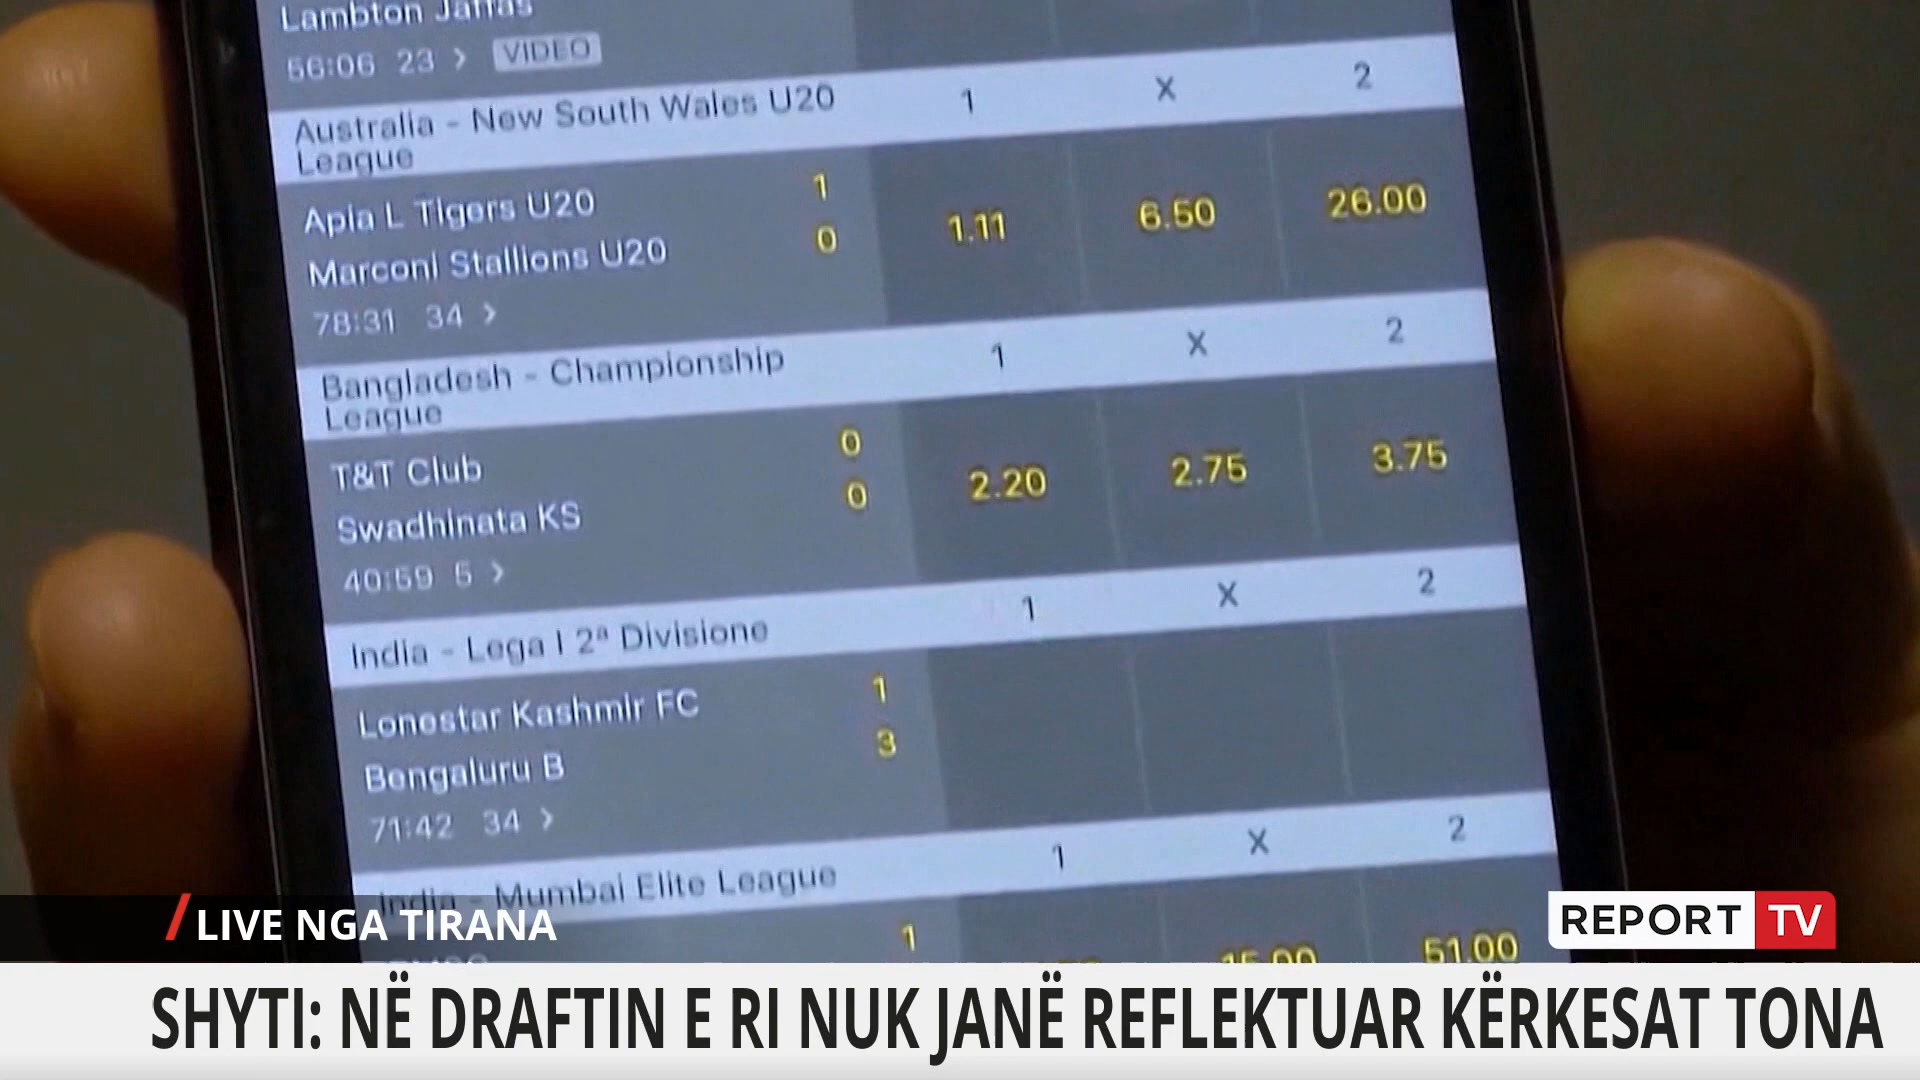 Lambton Jaffas
56:06 23 > VIDEO
Australia - New South Wales U20 League 1 X 2
Apia L Tigers U20 1
Marconi Stallions U20 0
1.11 6.50 26.00
78:31 34 >
Bangladesh - Championship League 1 X 2
T&T Club 0
Swadhinata KS 0
2.20 2.75 3.75
40:59 5 >
India - Lega I 2ª Divisione 1 X 2
Lonestar Kashmir FC 1
Bengaluru B 3
71:42 34 >
India - Mumbai Elite League 1 X 2
1
15.00 51.00
/ LIVE NGA TIRANA
REPORT TV
SHYTI: NË DRAFTIN E RI NUK JANË REFLEKTUAR KËRKESAT TONA